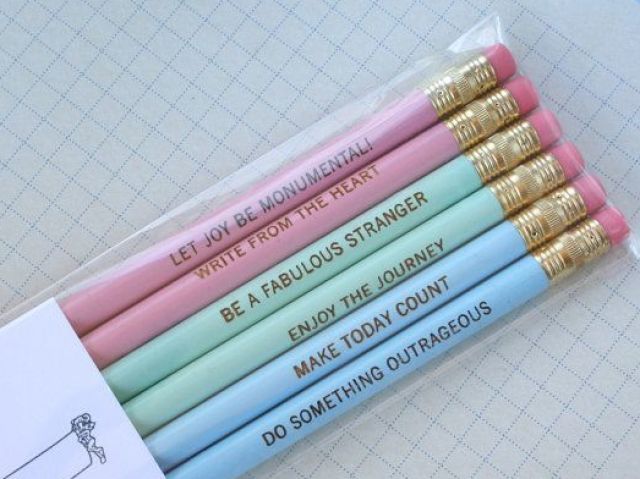 LET JOY BE MONUMENTAL!
WRITE FROM THE HEART
BE A FABULOUS STRANGER
ENJOY THE JOURNEY
MAKE TODAY COUNT
DO SOMETHING OUTRAGEOUS